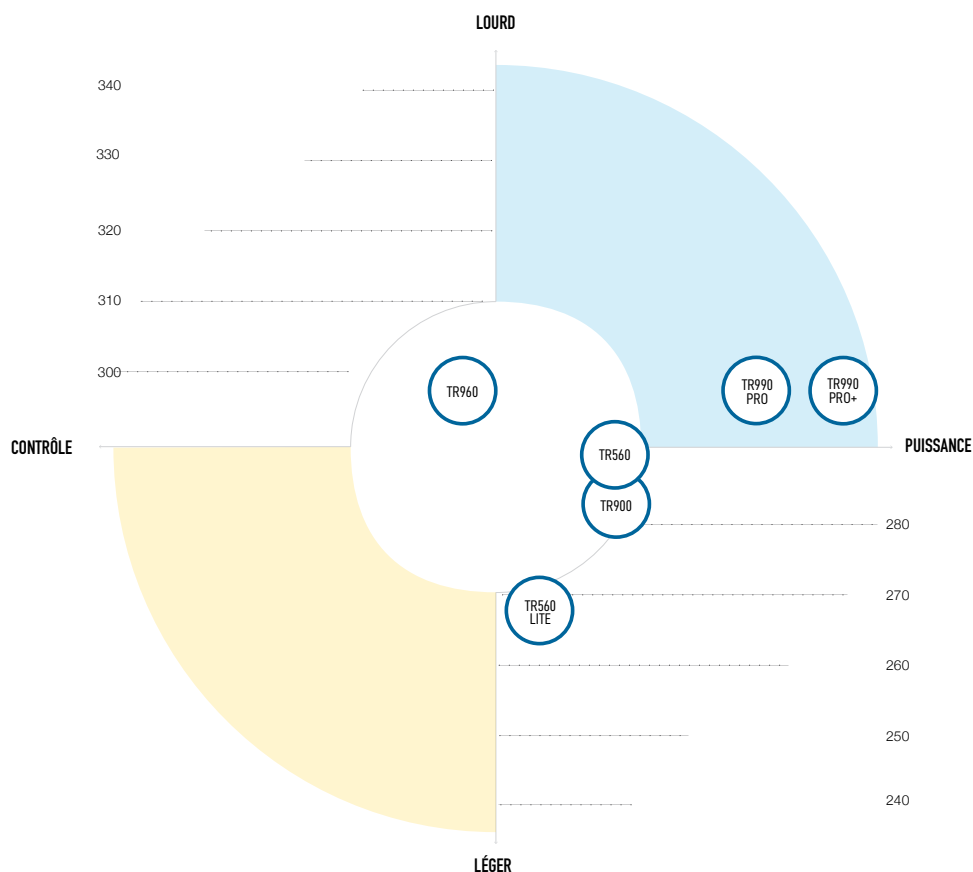 LOURD
340
330
320
310
300
TR960
TR990
PRO
TR990
PRO+
CONTRÔLE
PUISSANCE
TR560
TR900
280
270
TR560
LITE
260
250
240
LÉGER